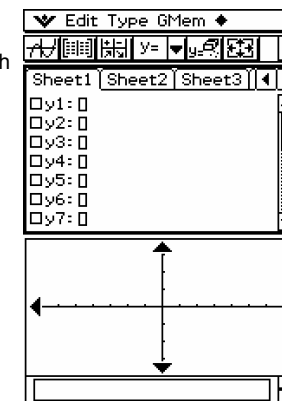 Edit Type GMem
h
y=
Sheet1 Sheet2 Sheet3
y1:
y2:
y3:
y4:
y5:
y6:
y7: